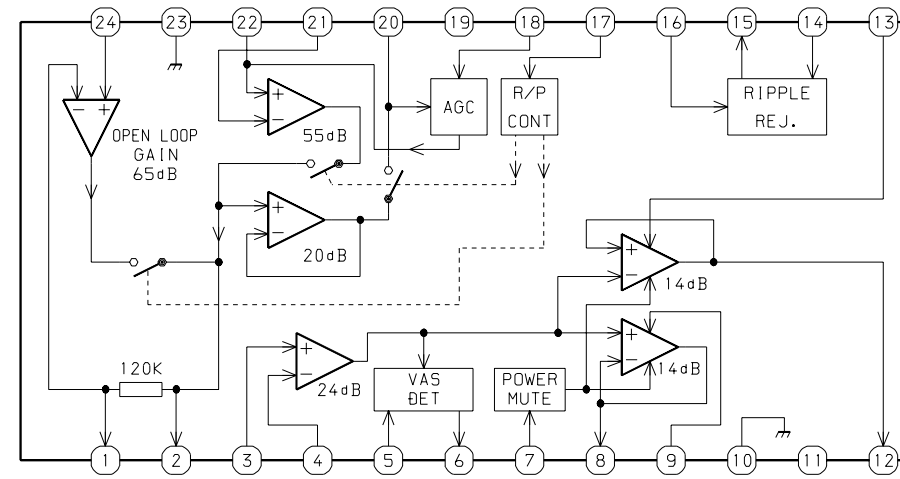 24 23 22 21 20 19 18 17 16 15 14 13
− +
OPEN LOOP
GAIN
65dB
+
−
55dB
AGC
R/P
CONT
RIPPLE
REJ.
+
−
20dB
+
−
14dB
+
−
24dB
+
−
14dB
120K
VAS
ÐET
POWER
MUTE
1 2 3 4 5 6 7 8 9 10 11 12